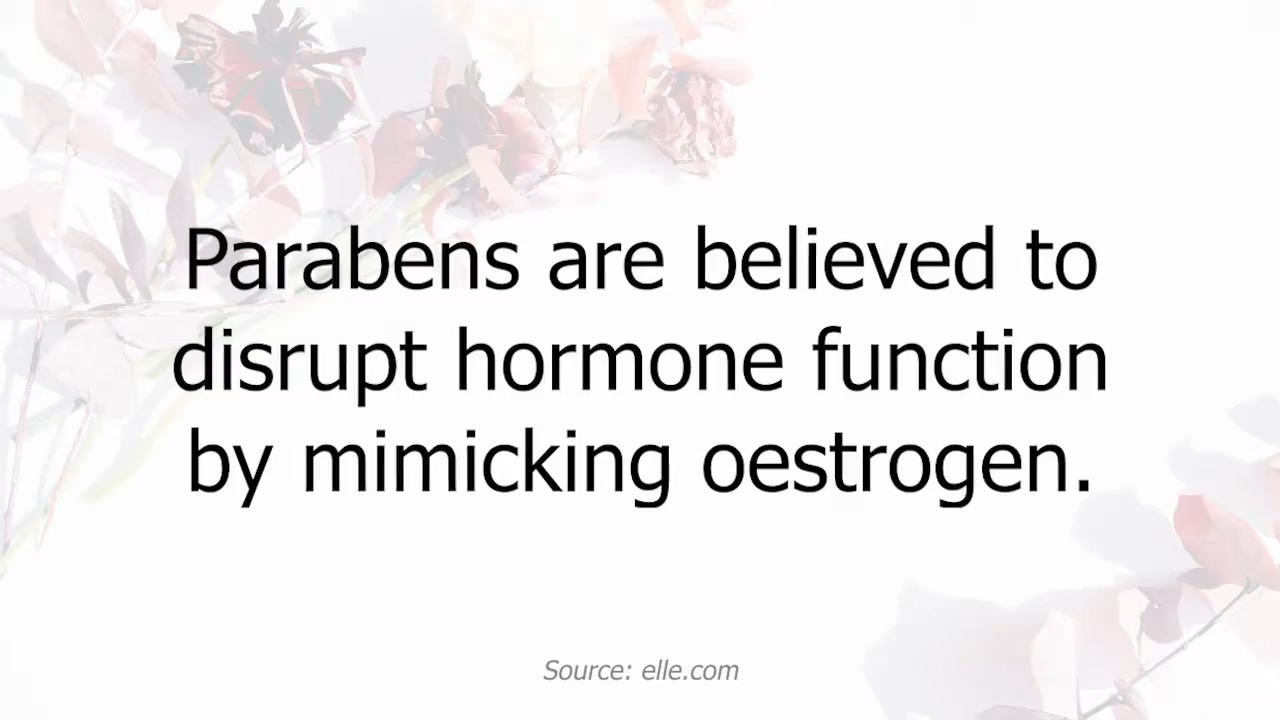 Parabens are believed to
disrupt hormone function
by mimicking oestrogen.
Source: elle.com